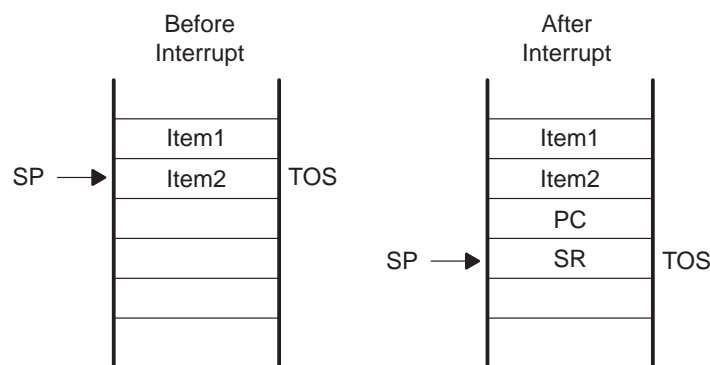 Before
Interrupt
Item1
SP
Item2
TOS
After
Interrupt
Item1
Item2
PC
SP
SR
TOS